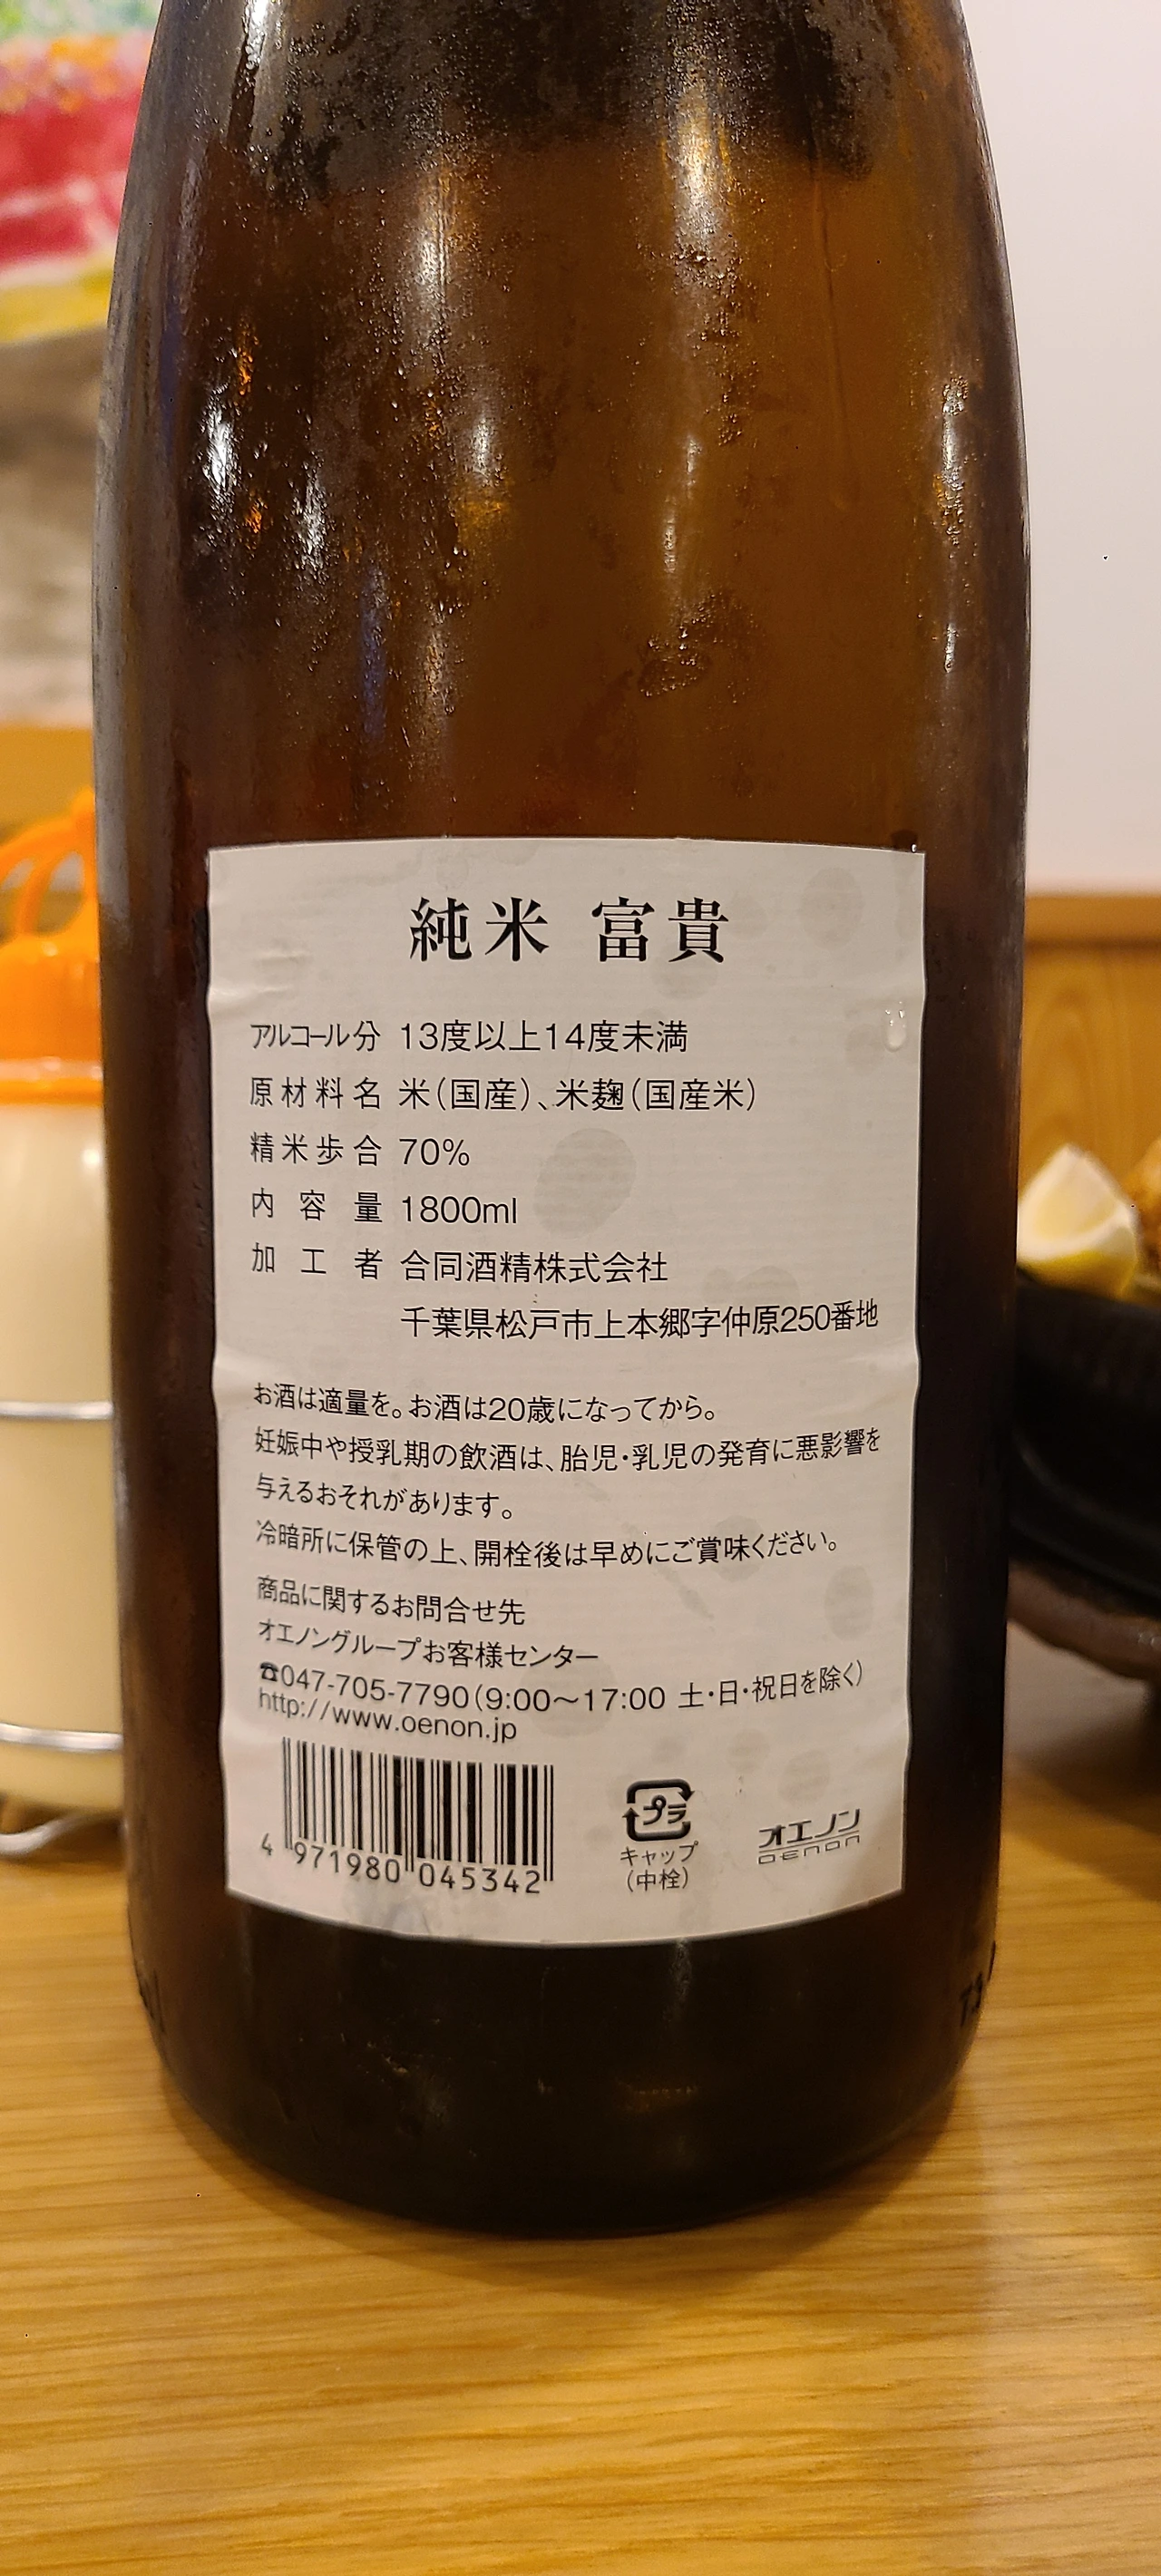 純米 富貴
アルコール分 13度以上14度未満
原材料名 米(国産)、米麹(国産米)
精米歩合 70%
内容量 1800ml
加工者 合同酒精株式会社
千葉県松戸市上本郷字仲原250番地
お酒は適量を。お酒は20歳になってから。
妊娠中や授乳期の飲酒は、胎児・乳児の発育に悪影響を
与えるおそれがあります。
冷暗所に保管の上、開栓後は早めにご賞味ください。
商品に関するお問合せ先
オエノングループお客様センター
☎047-705-7790(9:00〜17:00 土・日・祝日を除く)
http://www.oenon.jp
4 971980 045342
プラ
キャップ
(中栓)
オエノン
OENON